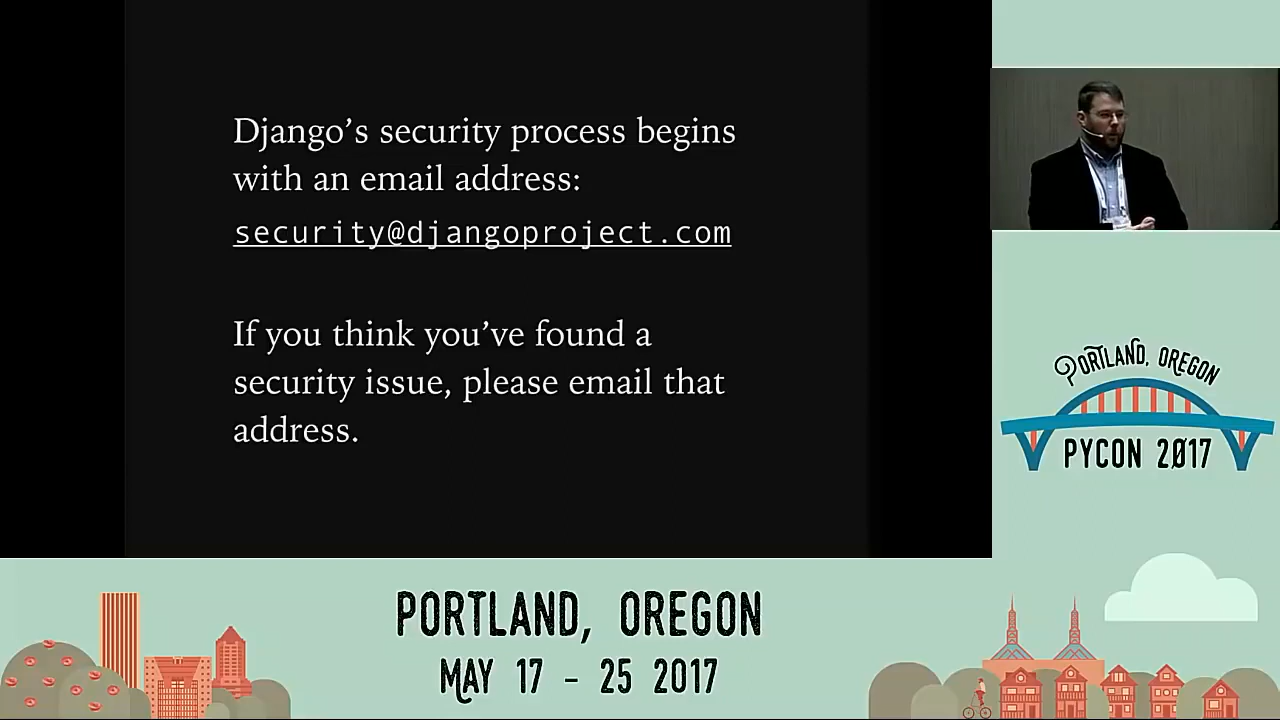 Django’s security process begins
with an email address:
security@djangoproject.com
If you think you’ve found a
security issue, please email that
address.
PORTLAND, OREGON
PYCON 2017
PORTLAND, OREGON
MAY 17 - 25 2017